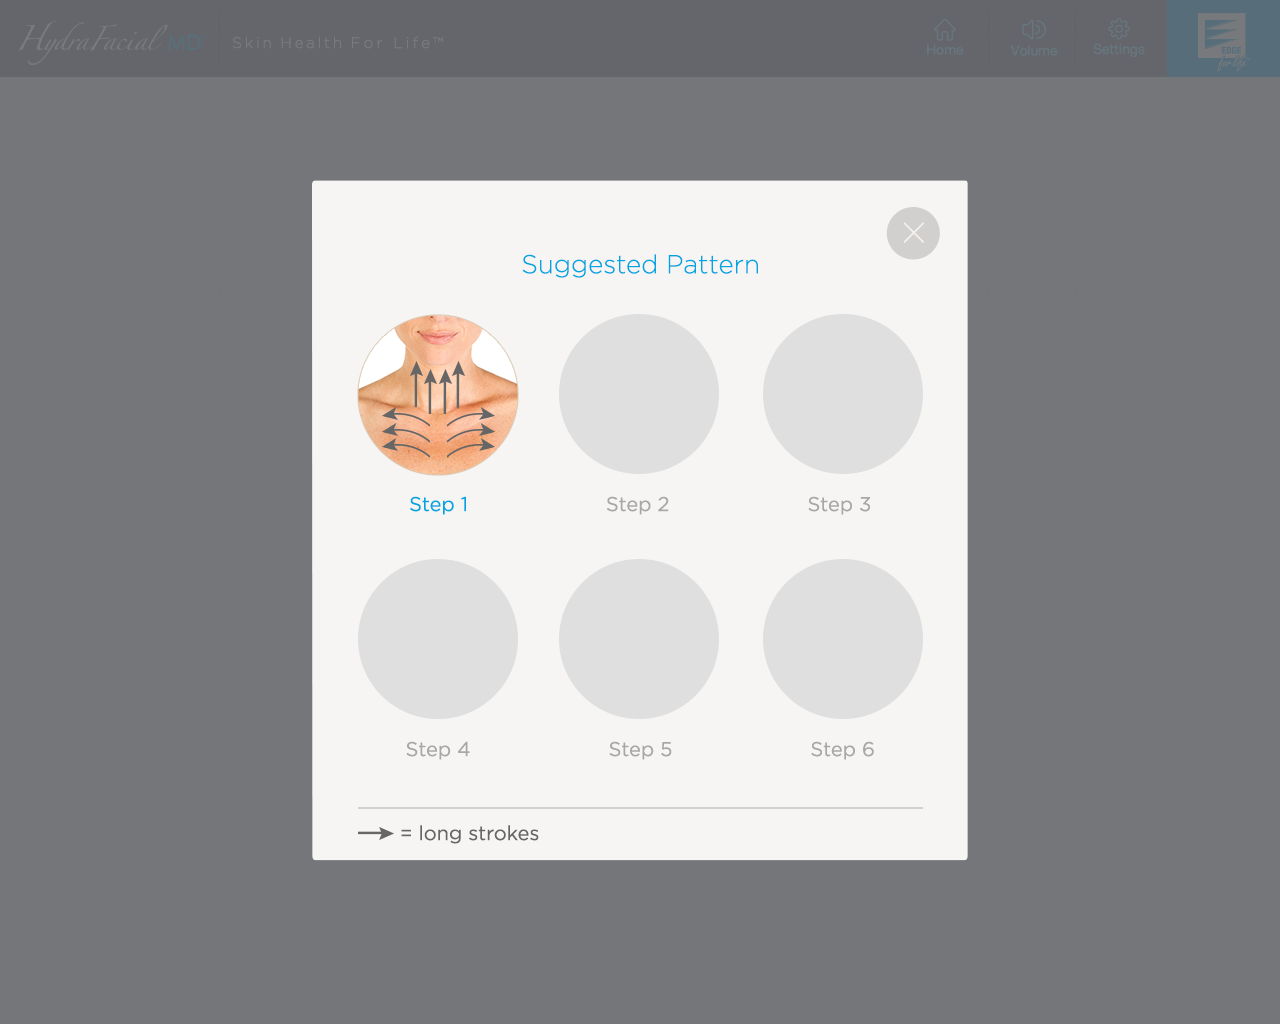 HydraFacial MD
Skin Health For Life™
Home
Volume
Settings
EDGE
for life
Suggested Pattern
Step 1
Step 2
Step 3
Step 4
Step 5
Step 6
= long strokes